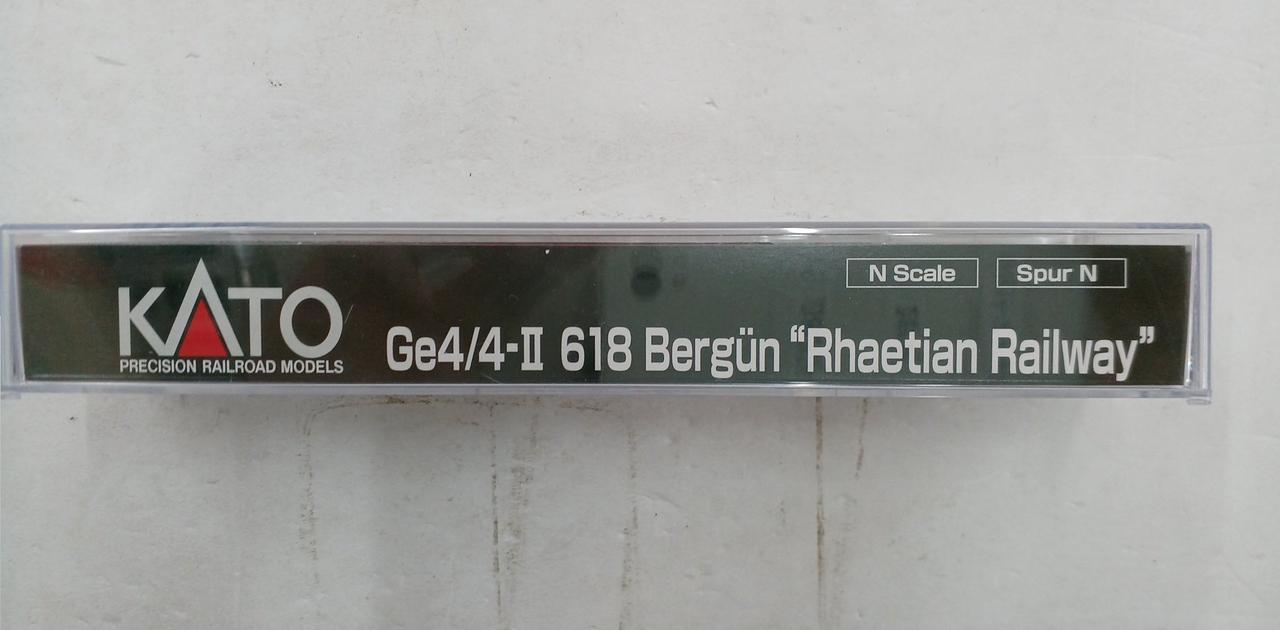 KATO
PRECISION RAILROAD MODELS
N Scale
Spur N
Ge4/4-Ⅱ 618 Bergün “Rhaetian Railway”